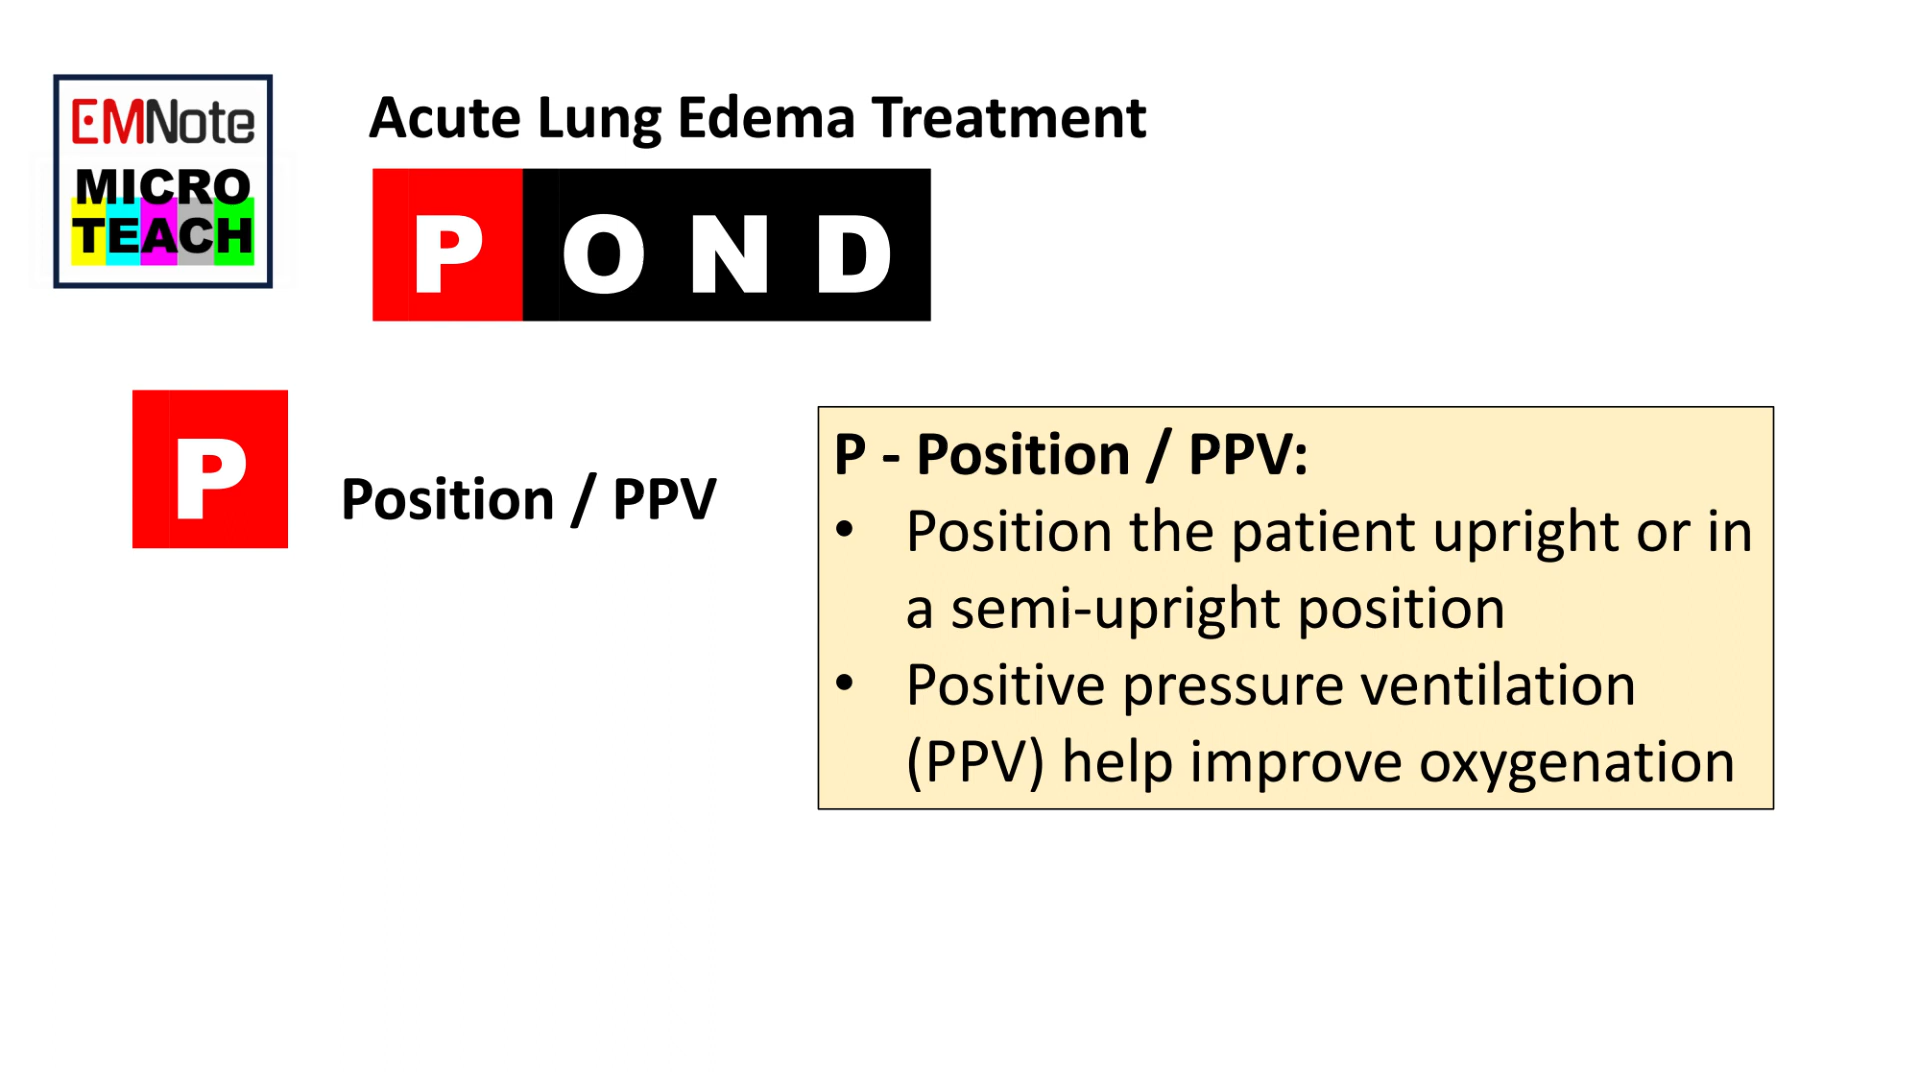 EMNote
MICRO
TEACH
Acute Lung Edema Treatment
P O N D
P
Position / PPV
P - Position / PPV:
• Position the patient upright or in
a semi-upright position
• Positive pressure ventilation
(PPV) help improve oxygenation